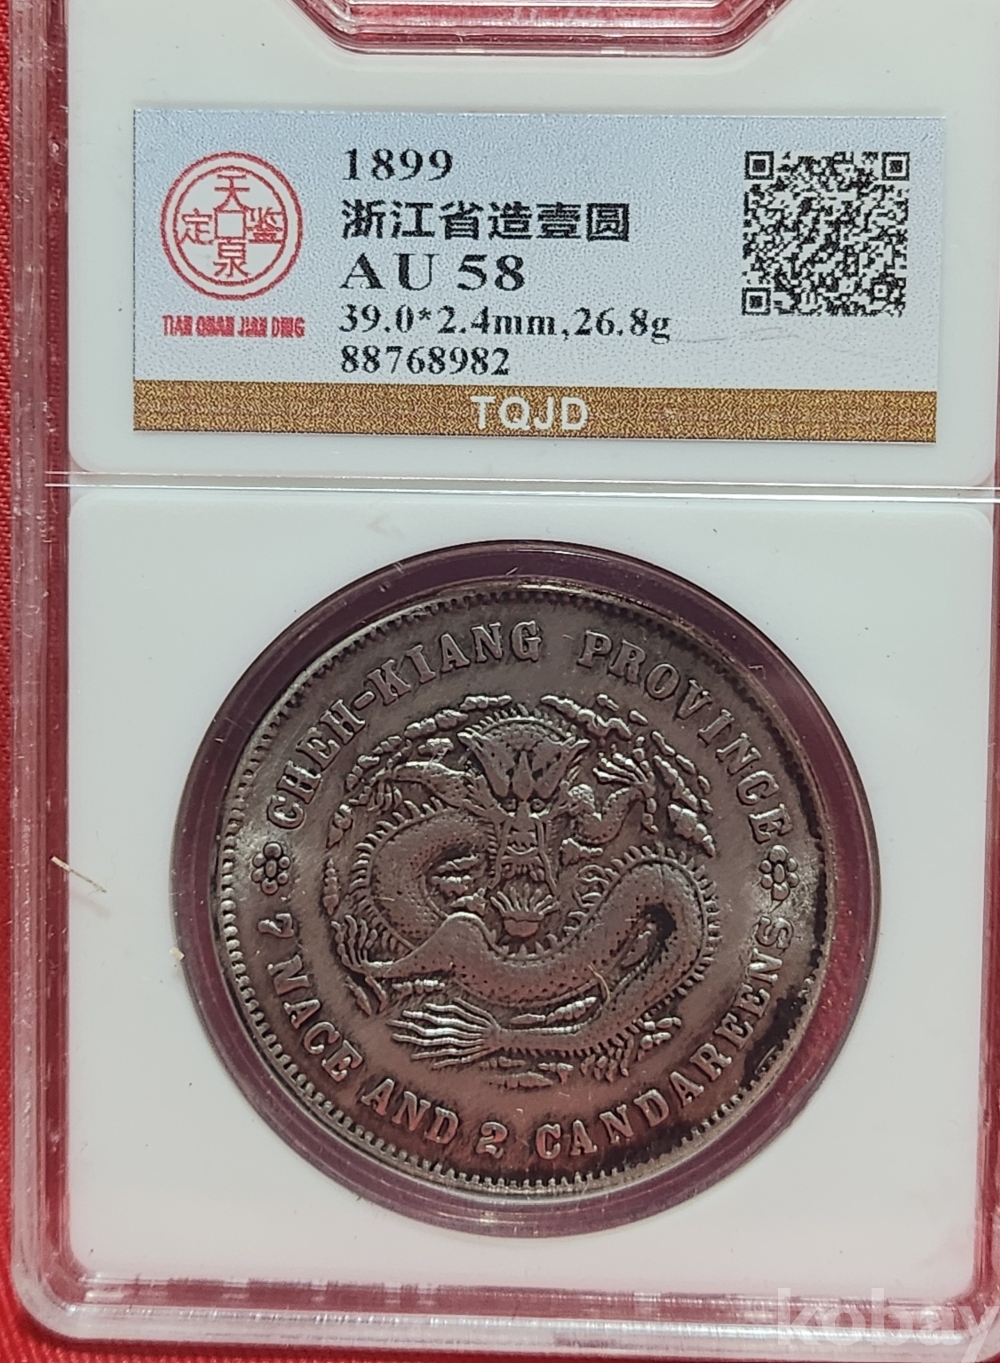 1899
浙江省造壹圆
AU 58
39.0*2.4mm,26.8g
88768982
天泉鉴定
TIAN QUAN JIAN DING
TQJD
CHEH-KIANG PROVINCE
7 MACE AND 2 CANDAREENS
kobay